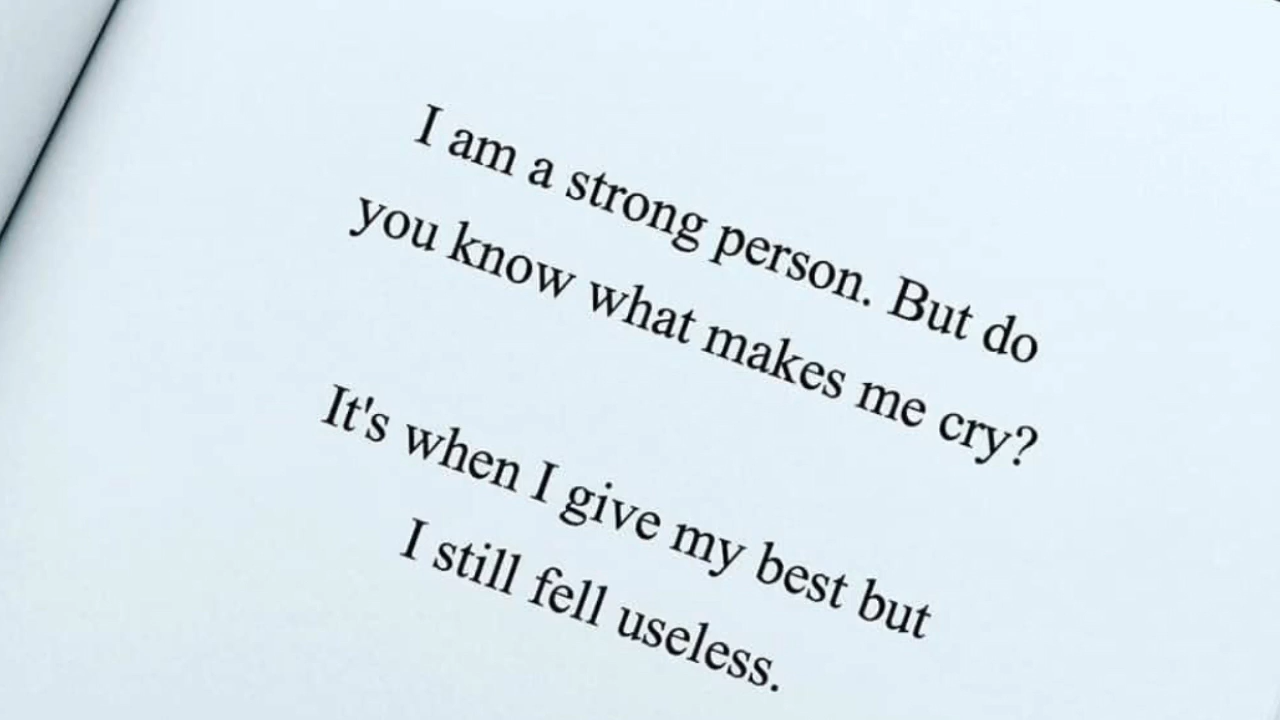 I am a strong person. But do
you know what makes me cry?
It's when I give my best but
I still fell useless.